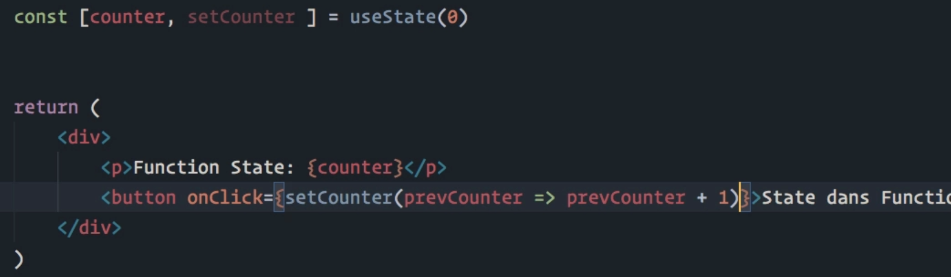 const [counter, setCounter ] = useState(0)
return (
<div>
<p>Function State: {counter}</p>
<button onClick={setCounter(prevCounter => prevCounter + 1)}>State dans
</div>
)